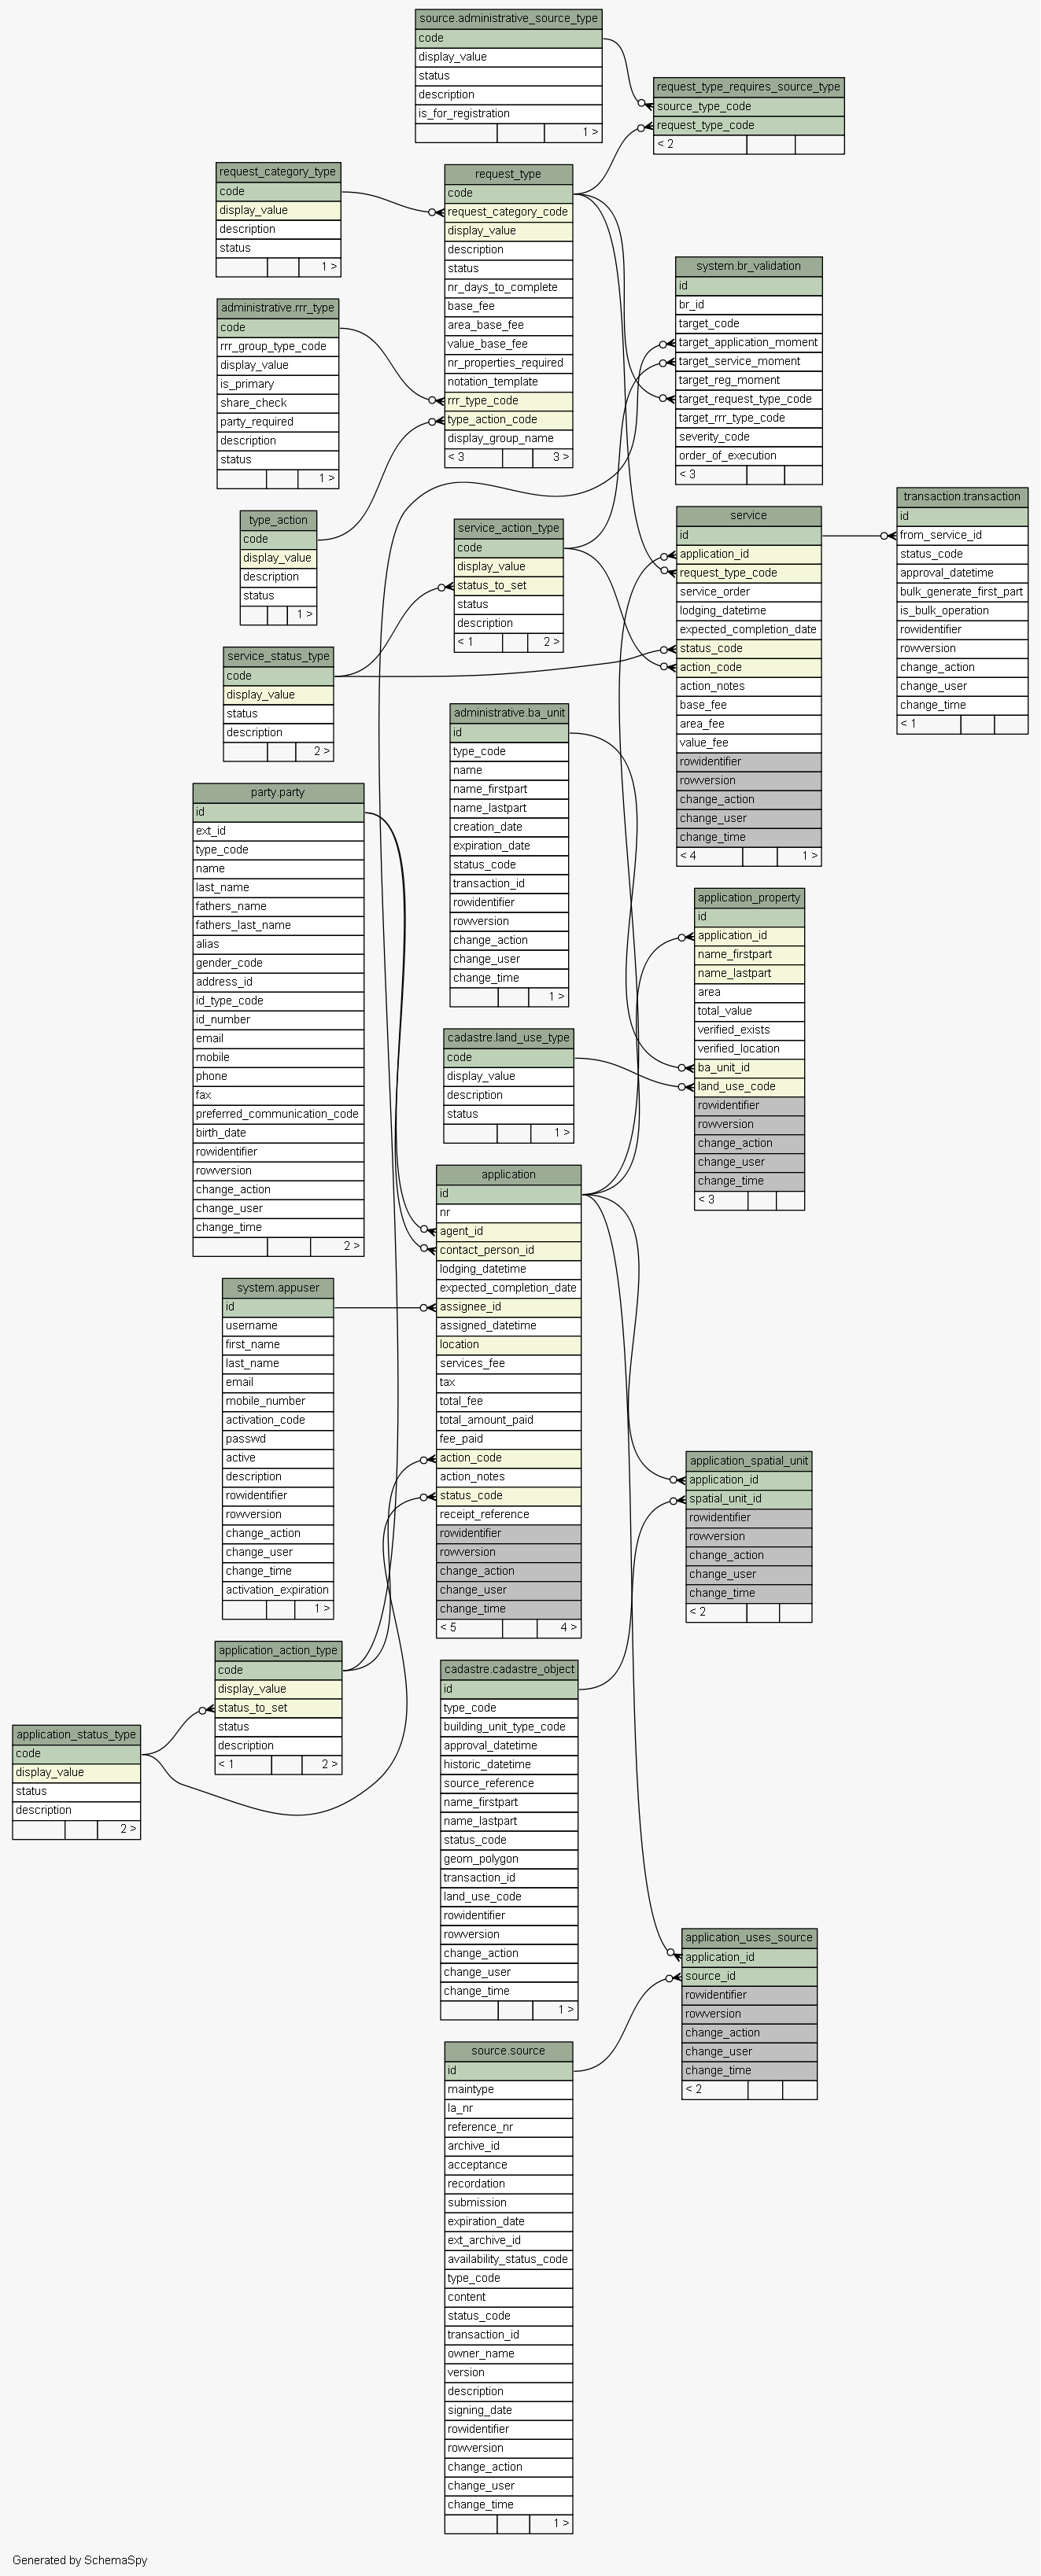 source.administrative_source_type
code
display_value
status
description
is_for_registration
1 >
request_type_requires_source_type
source_type_code
request_type_code
< 2
request_category_type
code
display_value
description
status
1 >
request_type
code
request_category_code
display_value
description
status
nr_days_to_complete
base_fee
area_base_fee
value_base_fee
nr_properties_required
notation_template
rrr_type_code
type_action_code
display_group_name
< 3 3 >
system.br_validation
id
br_id
target_code
target_application_moment
target_service_moment
target_reg_moment
target_request_type_code
target_rrr_type_code
severity_code
order_of_execution
< 3
administrative.rrr_type
code
rrr_group_type_code
display_value
is_primary
share_check
party_required
description
status
1 >
transaction.transaction
id
from_service_id
status_code
approval_datetime
bulk_generate_first_part
is_bulk_operation
rowidentifier
rowversion
change_action
change_user
change_time
< 1
type_action
code
display_value
description
status
1 >
service_action_type
code
display_value
status_to_set
status
description
< 1 2 >
service
id
application_id
request_type_code
service_order
lodging_datetime
expected_completion_date
status_code
action_code
action_notes
base_fee
area_fee
value_fee
rowidentifier
rowversion
change_action
change_user
change_time
< 4 1 >
service_status_type
code
display_value
status
description
2 >
administrative.ba_unit
id
type_code
name
name_firstpart
name_lastpart
creation_date
expiration_date
status_code
transaction_id
rowidentifier
rowversion
change_action
change_user
change_time
1 >
party.party
id
ext_id
type_code
name
last_name
fathers_name
fathers_last_name
alias
gender_code
address_id
id_type_code
id_number
email
mobile
phone
fax
preferred_communication_code
birth_date
rowidentifier
rowversion
change_action
change_user
change_time
2 >
application_property
id
application_id
name_firstpart
name_lastpart
area
total_value
verified_exists
verified_location
ba_unit_id
land_use_code
rowidentifier
rowversion
change_action
change_user
change_time
< 3
cadastre.land_use_type
code
display_value
description
status
1 >
application
id
nr
agent_id
contact_person_id
lodging_datetime
expected_completion_date
assignee_id
assigned_datetime
location
services_fee
tax
total_fee
total_amount_paid
fee_paid
action_code
action_notes
status_code
receipt_reference
rowidentifier
rowversion
change_action
change_user
change_time
< 5 4 >
system.appuser
id
username
first_name
last_name
email
mobile_number
activation_code
passwd
active
description
rowidentifier
rowversion
change_action
change_user
change_time
activation_expiration
1 >
application_spatial_unit
application_id
spatial_unit_id
rowidentifier
rowversion
change_action
change_user
change_time
< 2
application_action_type
code
display_value
status_to_set
status
description
< 1 2 >
application_status_type
code
display_value
status
description
2 >
cadastre.cadastre_object
id
type_code
building_unit_type_code
approval_datetime
historic_datetime
source_reference
name_firstpart
name_lastpart
status_code
geom_polygon
transaction_id
land_use_code
rowidentifier
rowversion
change_action
change_user
change_time
1 >
application_uses_source
application_id
source_id
rowidentifier
rowversion
change_action
change_user
change_time
< 2
source.source
id
maintype
la_nr
reference_nr
archive_id
acceptance
recordation
submission
expiration_date
ext_archive_id
availability_status_code
type_code
content
status_code
transaction_id
owner_name
version
description
signing_date
rowidentifier
rowversion
change_action
change_user
change_time
1 >
Generated by SchemaSpy